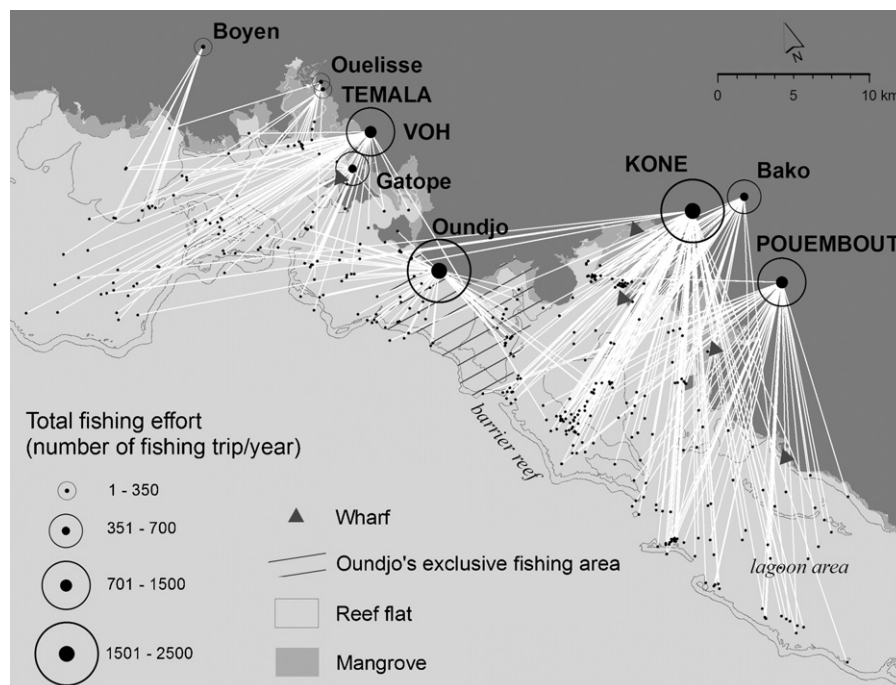 Boyen
Ouelisse
TEMALA
VOH
Gatope
Oundjo
KONE
Bako
POUEMBOUT
N
0 5 10 km
barrier reef
lagoon area
Total fishing effort
(number of fishing trip/year)
1 - 350
351 - 700
701 - 1500
1501 - 2500
Wharf
Oundjo's exclusive fishing area
Reef flat
Mangrove